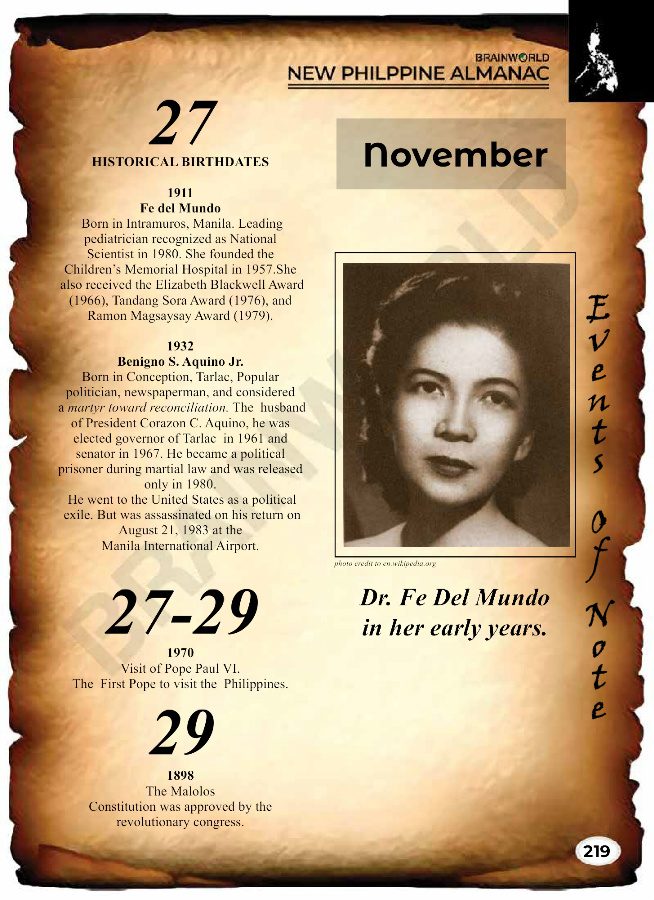 BRAINWORLD
NEW PHILPPINE ALMANAC
November
27
HISTORICAL BIRTHDATES
1911
Fe del Mundo
Born in Intramuros, Manila. Leading
pediatrician recognized as National
Scientist in 1980. She founded the
Children's Memorial Hospital in 1957.She
also received the Elizabeth Blackwell Award
(1966), Tandang Sora Award (1976), and
Ramon Magsaysay Award (1979).
1932
Benigno S. Aquino Jr.
Born in Conception, Tarlac, Popular
politician, newspaperman, and considered
a martyr toward reconciliation. The husband
of President Corazon C. Aquino, he was
elected governor of Tarlac in 1961 and
senator in 1967. He became a political
prisoner during martial law and was released
only in 1980.
He went to the United States as a political
exile. But was assassinated on his return on
August 21, 1983 at the
Manila International Airport.
27-29
1970
Visit of Pope Paul VI.
The First Pope to visit the Philippines.
29
1898
The Malolos
Constitution was approved by the
revolutionary congress.
photo credit to en.wikipedia.org
Dr. Fe Del Mundo
in her early years.
Events of Note
BRAINWORLD
219